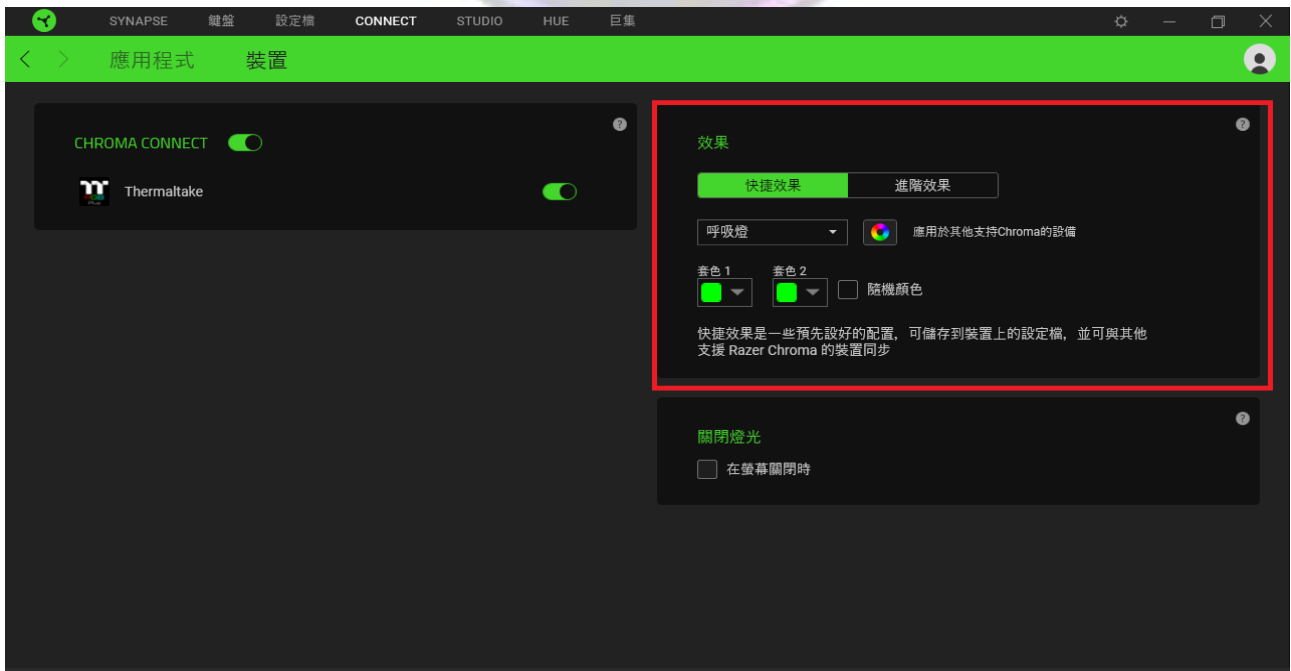 SYNAPSE 鍵盤 設定檔 CONNECT STUDIO HUE 巨集
應用程式 裝置
CHROMA CONNECT
Thermaltake
效果
快捷效果 進階效果
呼吸燈 應用於其他支持Chroma的設備
套色 1 套色 2
隨機顏色
快捷效果是一些預先設好的配置，可儲存到裝置上的設定檔，並可與其他
支援 Razer Chroma 的裝置同步
關閉燈光
在螢幕關閉時